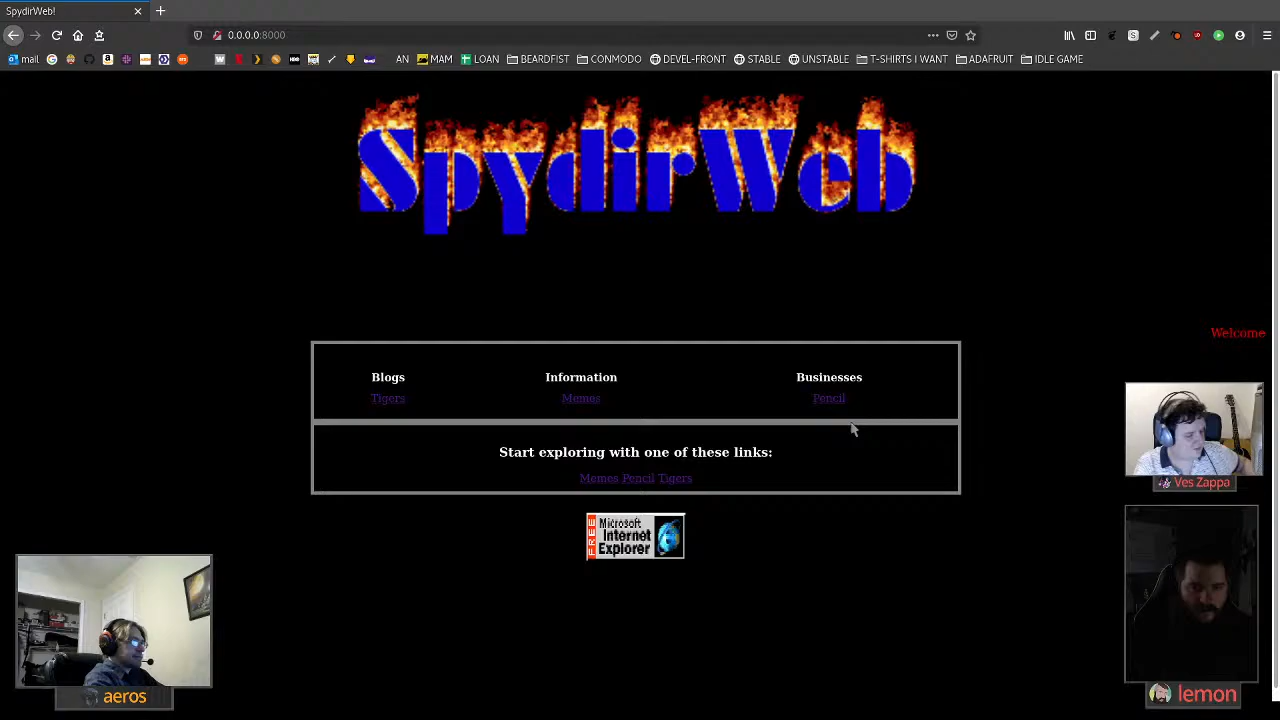 SpydirWeb!
0.0.0.0:8000
mail AN MAM LOAN BEARDFIST CONMODO DEVEL-FRONT STABLE UNSTABLE T-SHIRTS I WANT ADAFRUIT IDLE GAME
SpydirWeb
Welcome
Blogs Information Businesses
Tigers Memes Pencil
Start exploring with one of these links:
Memes Pencil Tigers
FREE
Microsoft
Internet
Explorer
Ves Zappa
aeros
lemon